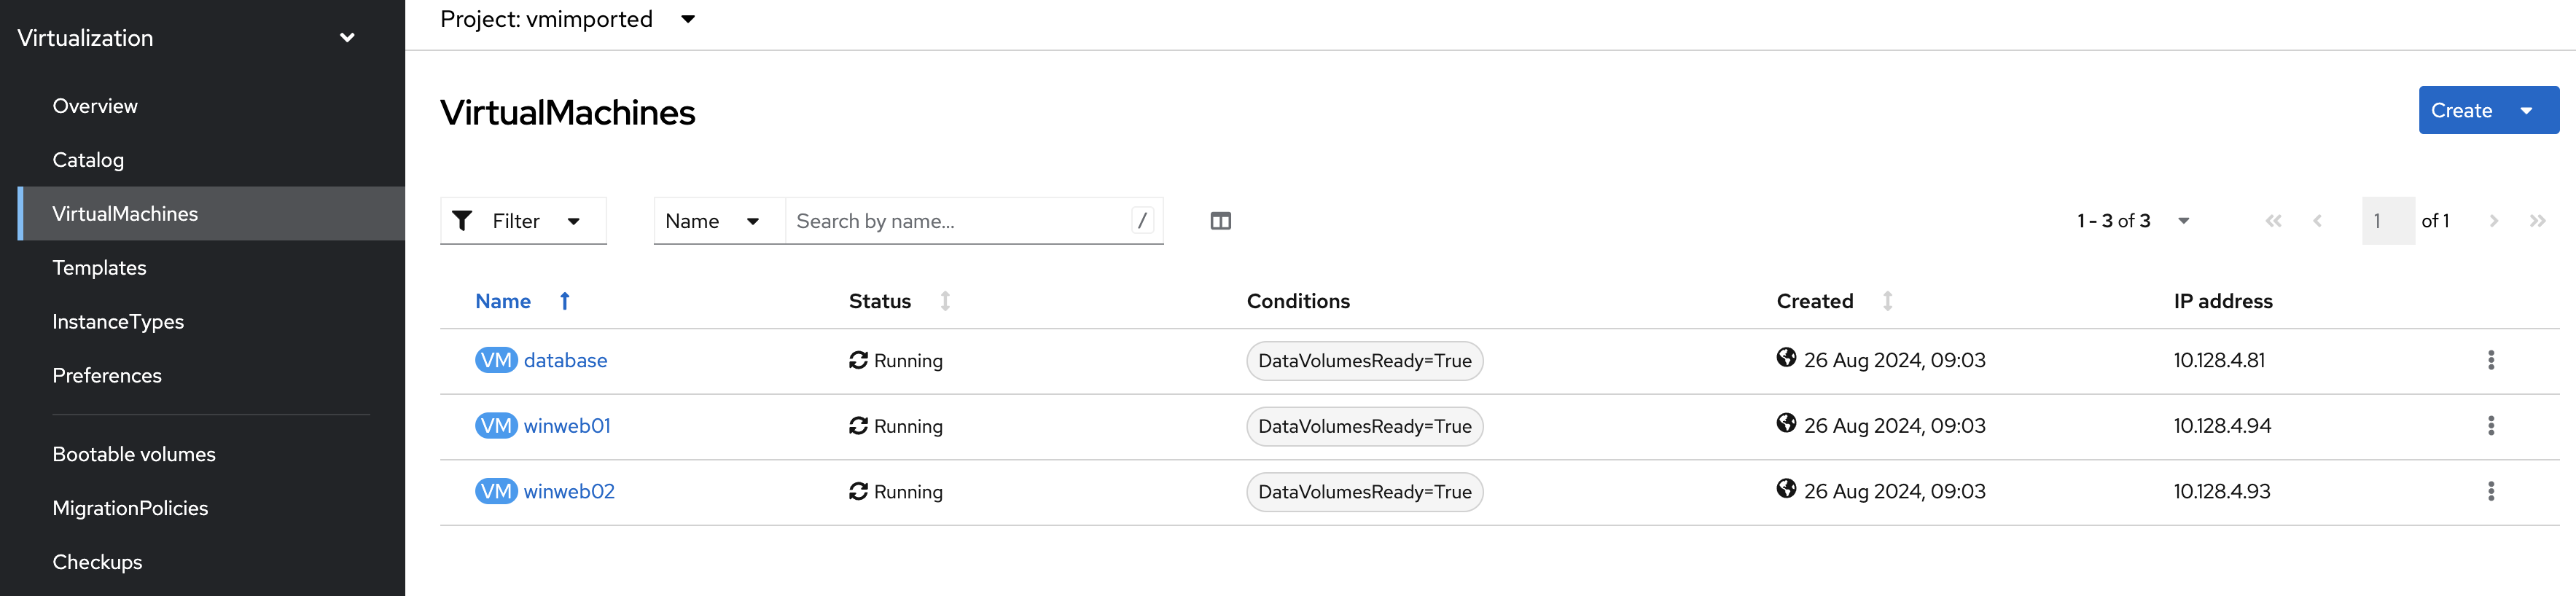 Virtualization
Overview
Catalog
VirtualMachines
Templates
InstanceTypes
Preferences
Bootable volumes
MigrationPolicies
Checkups
Project: vmimported
VirtualMachines
Create
Filter
Name
Search by name...
/
1 - 3 of 3
1 of 1
Name Status Conditions Created IP address
VM database Running DataVolumesReady=True 26 Aug 2024, 09:03 10.128.4.81
VM winweb01 Running DataVolumesReady=True 26 Aug 2024, 09:03 10.128.4.94
VM winweb02 Running DataVolumesReady=True 26 Aug 2024, 09:03 10.128.4.93